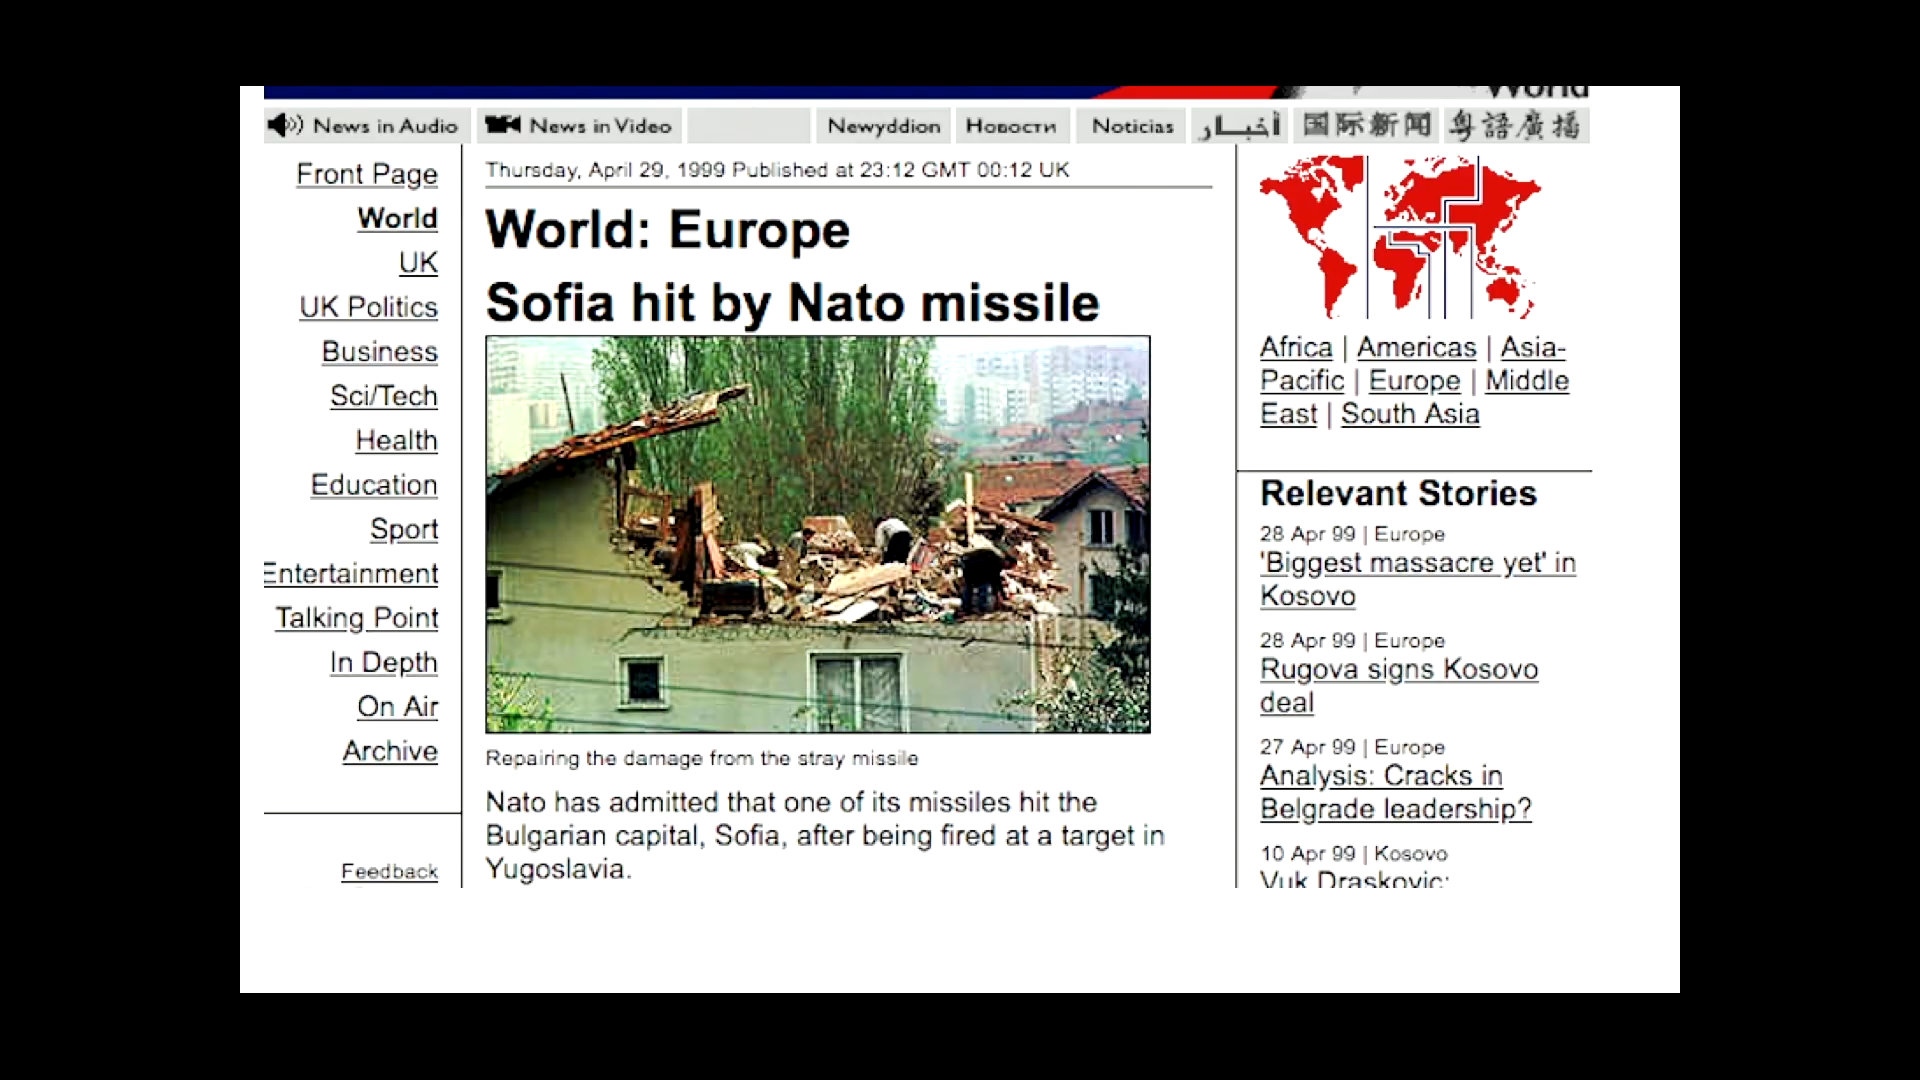 World
News in Audio
News in Video
Newyddion
Новости
Noticias
أخبار
国际新闻
粤語廣播
Front Page
World
UK
UK Politics
Business
Sci/Tech
Health
Education
Sport
Entertainment
Talking Point
In Depth
On Air
Archive
Feedback
Thursday, April 29, 1999 Published at 23:12 GMT 00:12 UK
World: Europe
Sofia hit by Nato missile
Repairing the damage from the stray missile
Nato has admitted that one of its missiles hit the
Bulgarian capital, Sofia, after being fired at a target in
Yugoslavia.
Africa | Americas | Asia-
Pacific | Europe | Middle
East | South Asia
Relevant Stories
28 Apr 99 | Europe
'Biggest massacre yet' in
Kosovo
28 Apr 99 | Europe
Rugova signs Kosovo
deal
27 Apr 99 | Europe
Analysis: Cracks in
Belgrade leadership?
10 Apr 99 | Kosovo
Vuk Draskovic: